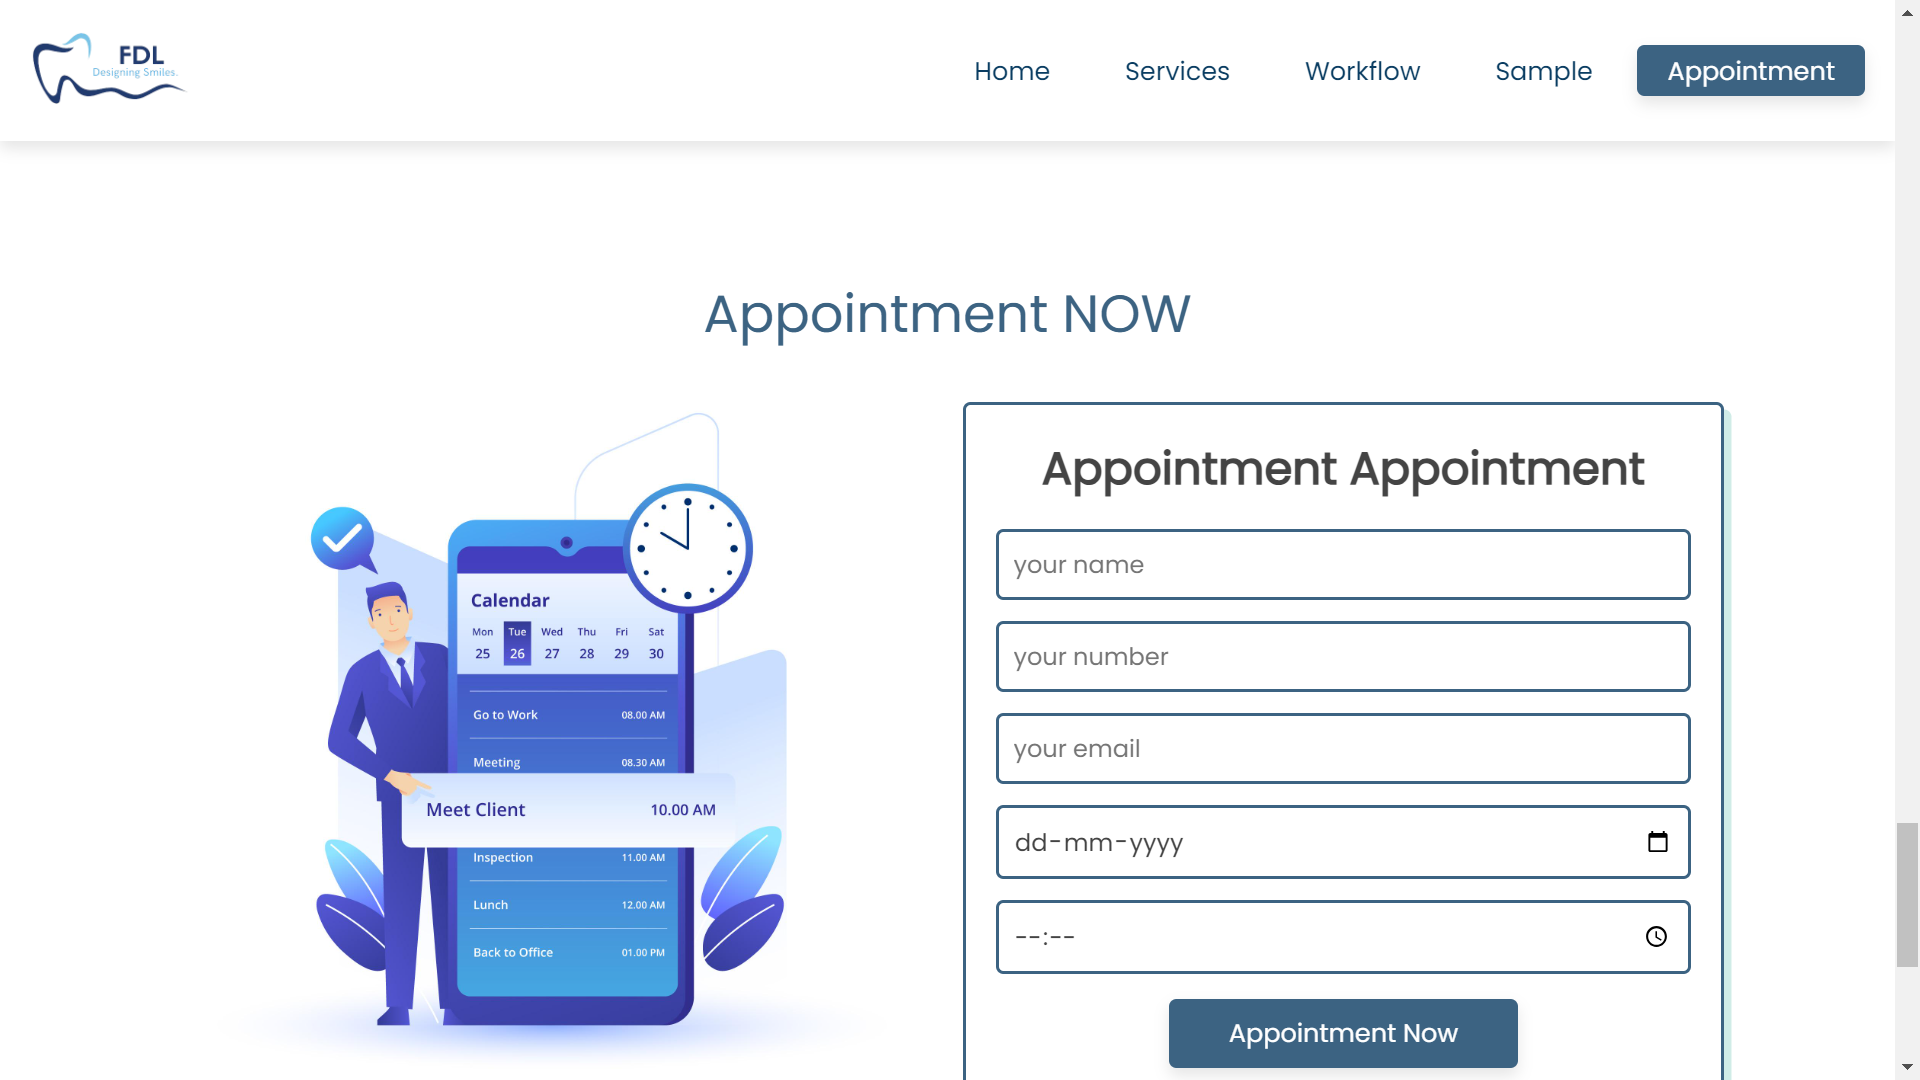 FDL
Designing Smiles.
Home
Services
Workflow
Sample
Appointment
Appointment NOW
Calendar
Mon Tue Wed Thu Fri Sat
25 26 27 28 29 30
Go to Work 08.00 AM
Meeting 08.30 AM
Meet Client 10.00 AM
Inspection 11.00 AM
Lunch 12.00 AM
Back to Office 01.00 PM
Appointment Appointment
your name
your number
your email
dd-mm-yyyy
--:--
Appointment Now